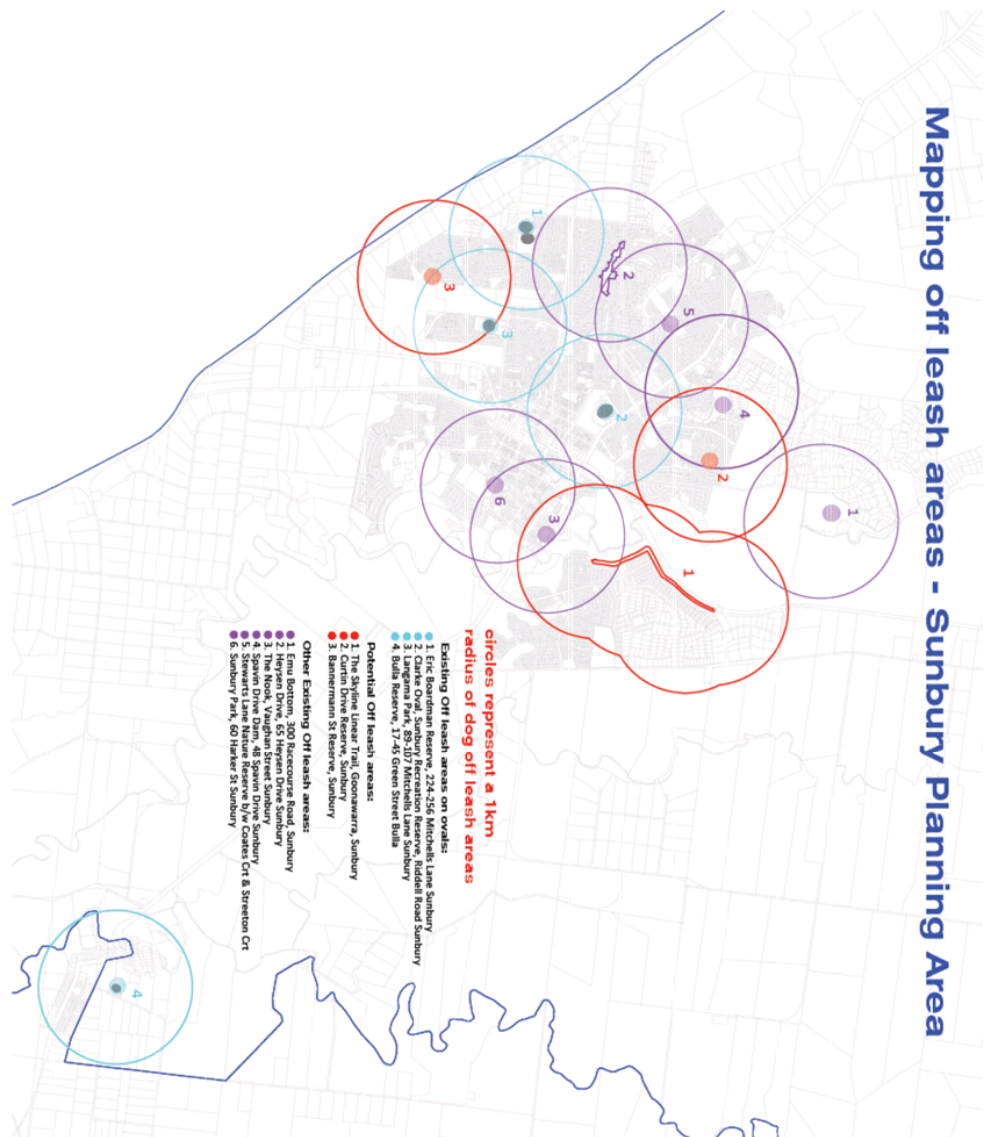 Mapping off leash areas - Sunbury Planning Area
1
2
5
4
2
1
1
3
3
2
6
3
1
4
circles represent a 1km
radius of dog off leash areas
Existing Off leash areas on ovals:
1. Eric Boardman Reserve, 224-256 Mitchells Lane Sunbury
2. Clarke Oval, Sunbury Recreation Reserve, Riddell Road Sunbury
3. Langama Park, 89-107 Mitchells Lane Sunbury
4. Bulla Reserve, 17-45 Green Street Bulla
Potential Off leash areas:
1. The Skyline Linear Trail, Goonawarra, Sunbury
2. Curtin Drive Reserve, Sunbury
3. Bannermann St Reserve, Sunbury
Other Existing Off leash areas:
1. Emu Bottom, 300 Racecourse Road, Sunbury
2. Heysen Drive, 65 Heysen Drive Sunbury
3. The Nook, Vaughan Street Sunbury
4. Spavin Drive Dam, 48 Spavin Drive Sunbury
5. Stewarts Lane Nature Reserve b/w Coates Crt & Streeton Crt
6. Sunbury Park, 60 Harker St Sunbury